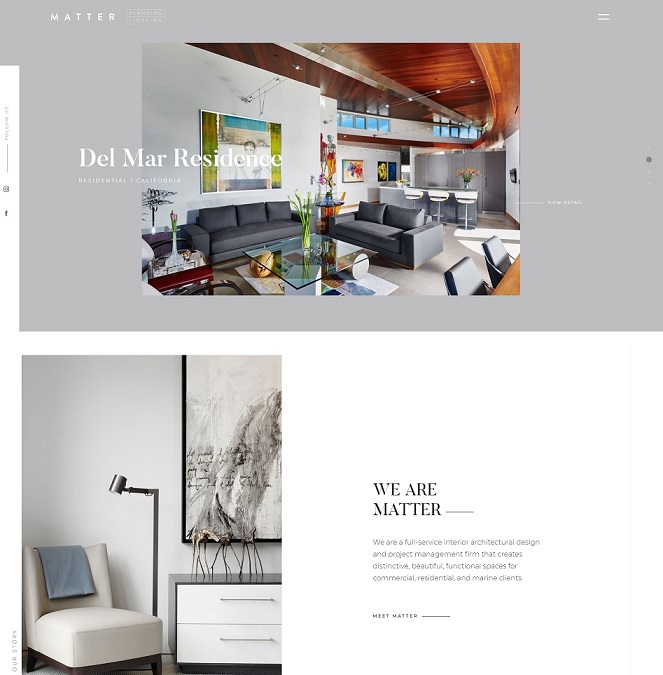 MATTER
PLANNING
+ DESIGN
FOLLOW US
Del Mar Residence
RESIDENTIAL / CALIFORNIA
VIEW DETAIL
WE ARE
MATTER
We are a full-service interior architectural design
and project management firm that creates
distinctive, beautiful, functional spaces for
commercial, residential, and marine clients.
MEET MATTER
OUR STORY